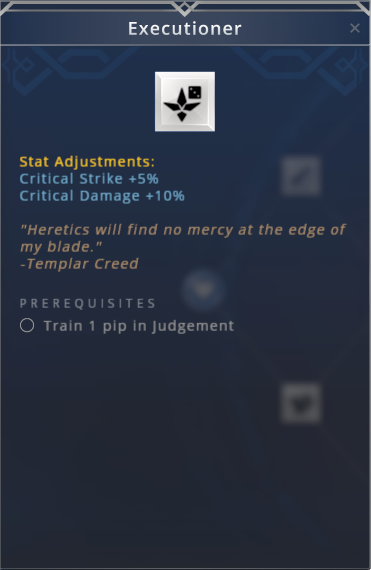 Executioner
Stat Adjustments:
Critical Strike +5%
Critical Damage +10%
"Heretics will find no mercy at the edge of
my blade."
-Templar Creed
PREREQUISITES
Train 1 pip in Judgement